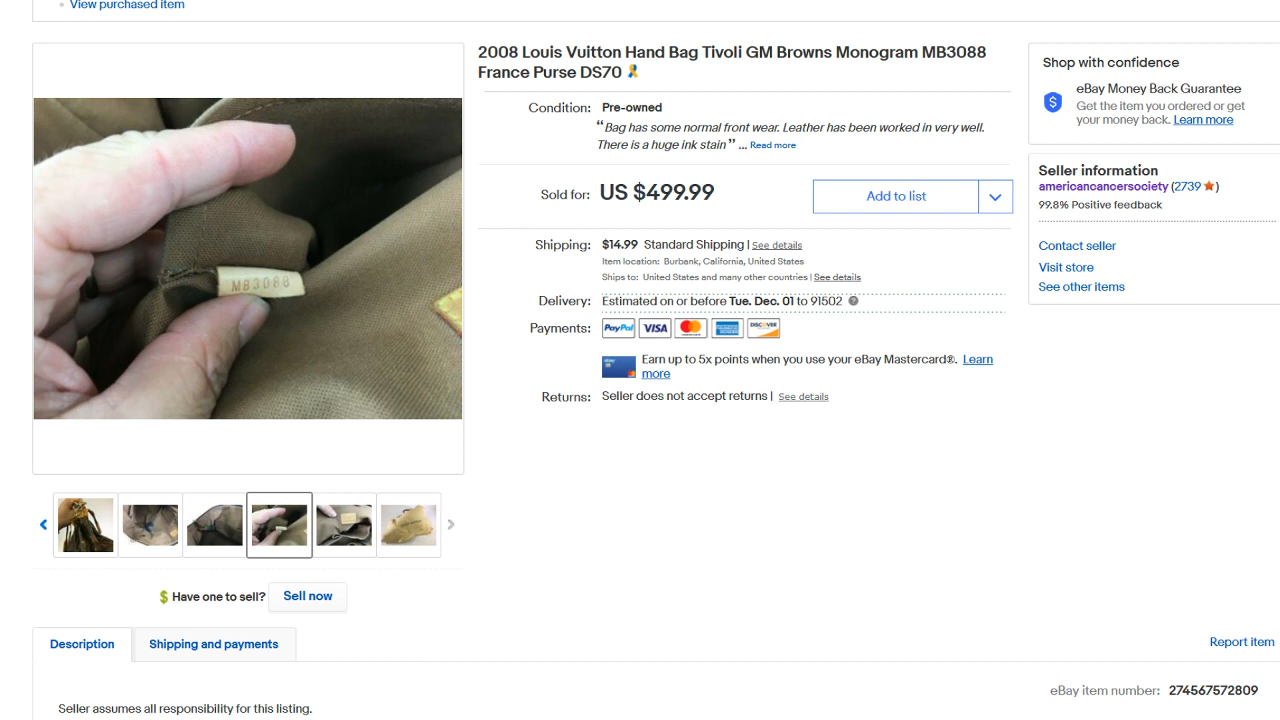 View purchased item
2008 Louis Vuitton Hand Bag Tivoli GM Browns Monogram MB3088
France Purse DS70
Condition: Pre-owned
“ Bag has some normal front wear. Leather has been worked in very well.
There is a huge ink stain ” ... Read more
Sold for: US $499.99
Add to list
Shipping: $14.99 Standard Shipping | See details
Item location: Burbank, California, United States
Ships to: United States and many other countries | See details
Delivery: Estimated on or before Tue. Dec. 01 to 91502 ?
Payments: PayPal VISA MasterCard AMERICAN EXPRESS DISCOVER
Earn up to 5x points when you use your eBay Mastercard®. Learn
more
Returns: Seller does not accept returns | See details
Shop with confidence
eBay Money Back Guarantee
Get the item you ordered or get
your money back. Learn more
Seller information
americancancersociety (2739 )
99.8% Positive feedback
Contact seller
Visit store
See other items
MB3088
$ Have one to sell? Sell now
Description
Shipping and payments
Report item
eBay item number: 274567572809
Seller assumes all responsibility for this listing.